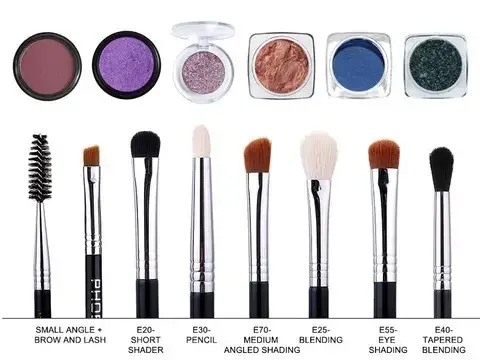 PHO
SMALL ANGLE +
BROW AND LASH
E20-
SHORT
SHADER
E30-
PENCIL
E70-
MEDIUM
ANGLED SHADING
E25-
BLENDING
E55-
EYE
SHADING
E40-
TAPERED
BLENDING